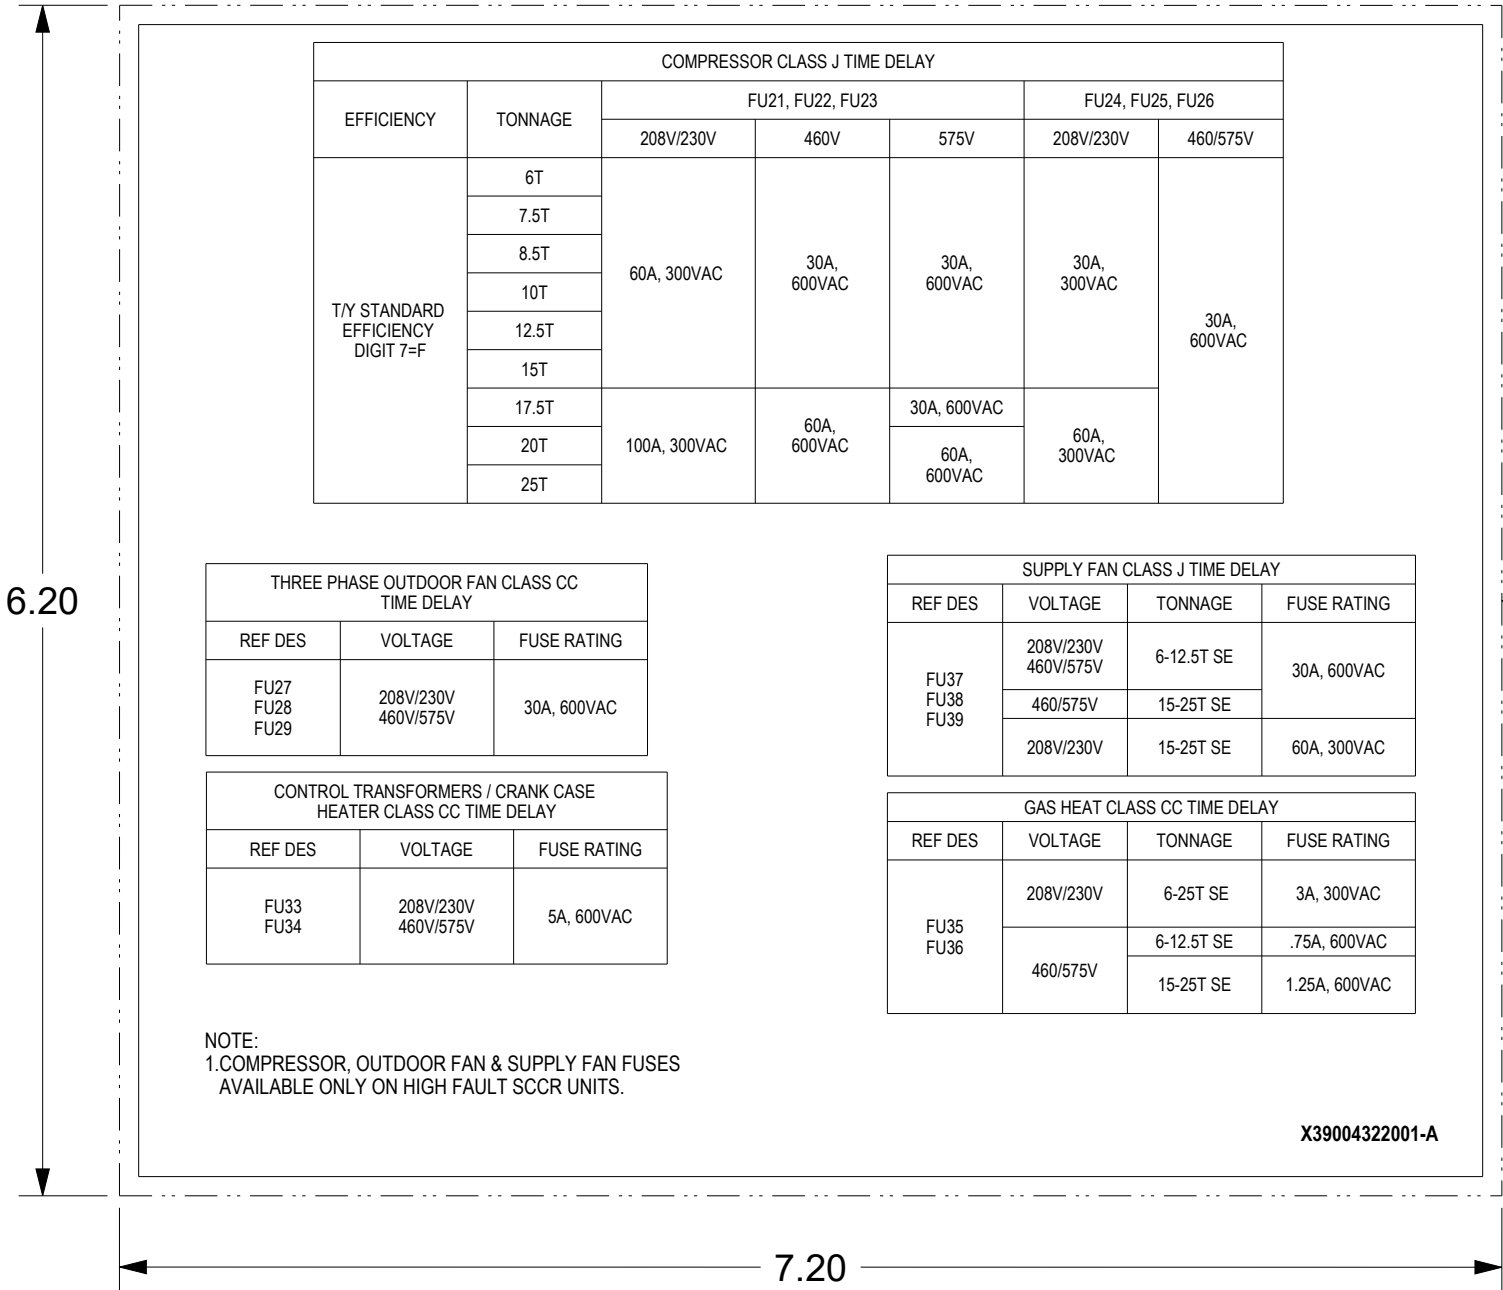 COMPRESSOR CLASS J TIME DELAY
EFFICIENCY
TONNAGE
FU21, FU22, FU23
FU24, FU25, FU26
208V/230V
460V
575V
208V/230V
460/575V
T/Y STANDARD
EFFICIENCY
DIGIT 7=F
6T
7.5T
8.5T
10T
12.5T
15T
17.5T
20T
25T
60A, 300VAC
30A,
600VAC
30A,
600VAC
30A,
300VAC
30A,
600VAC
100A, 300VAC
60A,
600VAC
30A, 600VAC
60A,
600VAC
60A,
300VAC
6.20
THREE PHASE OUTDOOR FAN CLASS CC
TIME DELAY
REF DES
VOLTAGE
FUSE RATING
FU27
FU28
FU29
208V/230V
460V/575V
30A, 600VAC
SUPPLY FAN CLASS J TIME DELAY
REF DES
VOLTAGE
TONNAGE
FUSE RATING
FU37
FU38
FU39
208V/230V
460V/575V
6-12.5T SE
30A, 600VAC
460/575V
15-25T SE
208V/230V
15-25T SE
60A, 300VAC
CONTROL TRANSFORMERS / CRANK CASE
HEATER CLASS CC TIME DELAY
REF DES
VOLTAGE
FUSE RATING
FU33
FU34
208V/230V
460V/575V
5A, 600VAC
GAS HEAT CLASS CC TIME DELAY
REF DES
VOLTAGE
TONNAGE
FUSE RATING
FU35
FU36
208V/230V
6-25T SE
3A, 300VAC
460/575V
6-12.5T SE
.75A, 600VAC
15-25T SE
1.25A, 600VAC
NOTE:
1.COMPRESSOR, OUTDOOR FAN & SUPPLY FAN FUSES
AVAILABLE ONLY ON HIGH FAULT SCCR UNITS.
X39004322001-A
7.20